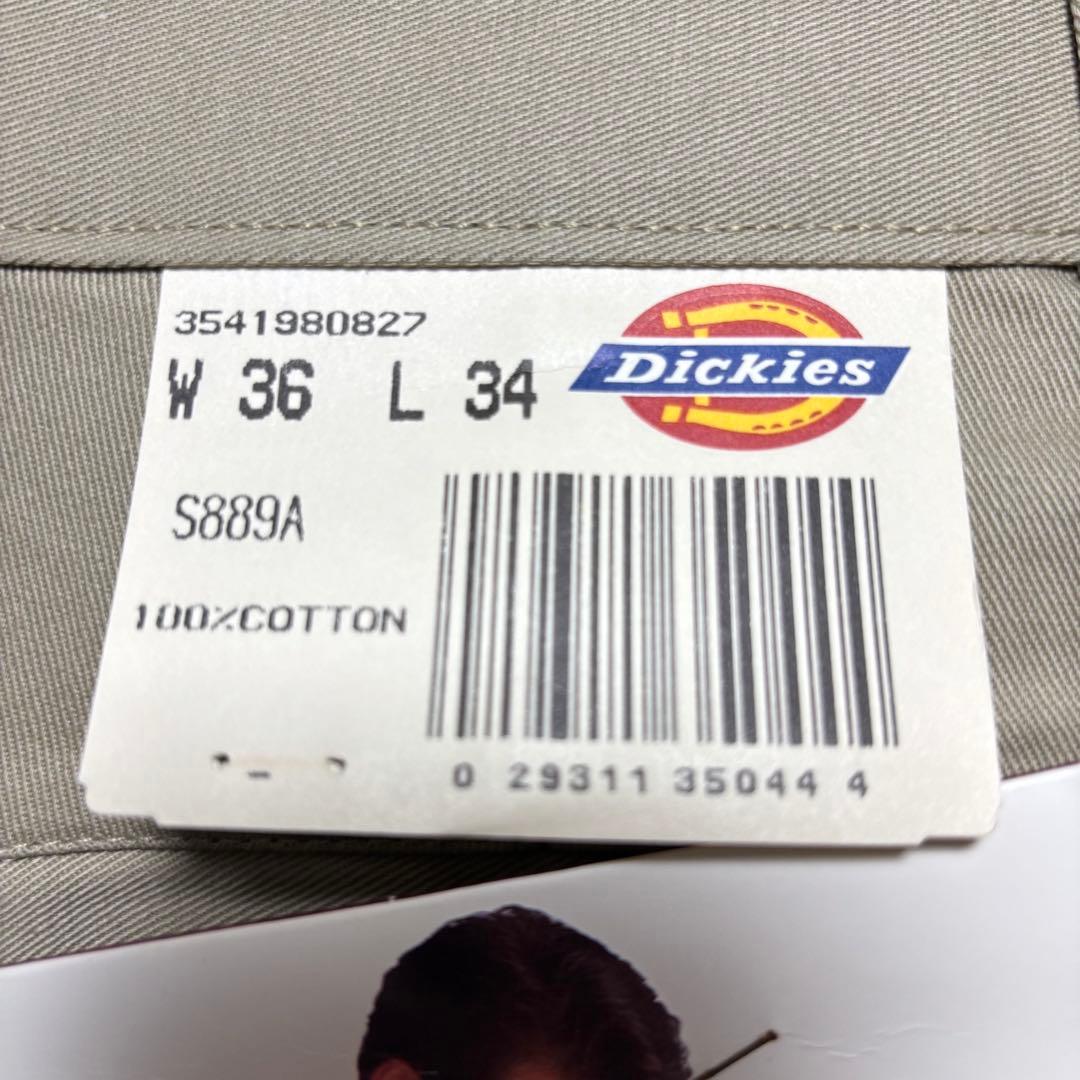 3541980827
W 36 L 34
Dickies
S889A
100%COTTON
0 29311 35044 4